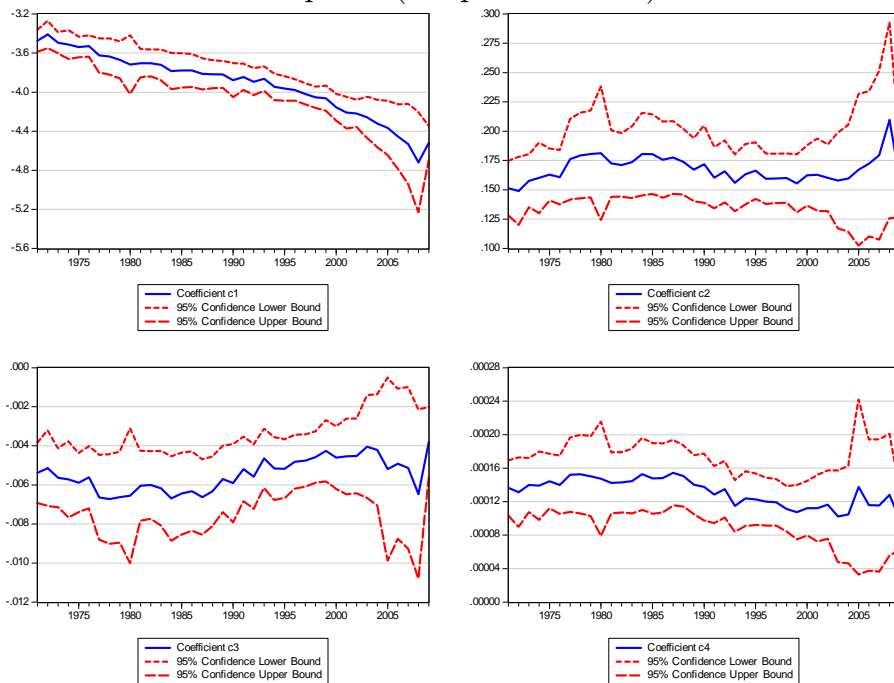 -3.2
-3.6
-4.0
-4.4
-4.8
-5.6
1975 1980 1985 1990 1995 2000 2005
Coefficient c1
95% Confidence Lower Bound
95% Confidence Upper Bound
.300
.275
.250
.225
.200
.175
.150
.125
.100
1975 1980 1985 1990 1995 2000 2005
Coefficient c2
95% Confidence Lower Bound
95% Confidence Upper Bound
.000
-.002
-.004
-.006
-.008
-.010
-.012
1975 1980 1985 1990 1995 2000 2005
Coefficient c3
95% Confidence Lower Bound
95% Confidence Upper Bound
.00028
.00024
.00020
.00016
.00012
.00008
.00004
.00000
1975 1980 1985 1990 1995 2000 2005
Coefficient c4
95% Confidence Lower Bound
95% Confidence Upper Bound